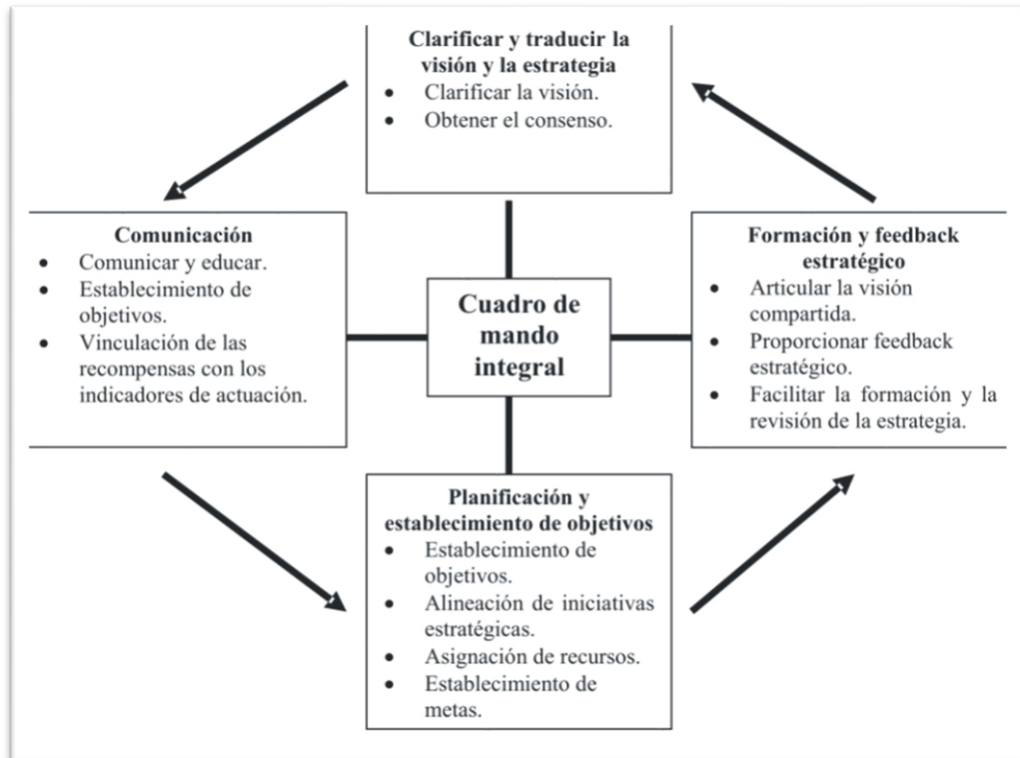 Clarificar y traducir la
visión y la estrategia
• Clarificar la visión.
• Obtener el consenso.
Comunicación
• Comunicar y educar.
• Establecimiento de
objetivos.
• Vinculación de las
recompensas con los
indicadores de actuación.
Cuadro de
mando
integral
Formación y feedback
estratégico
• Articular la visión
compartida.
• Proporcionar feedback
estratégico.
• Facilitar la formación y la
revisión de la estrategia.
Planificación y
establecimiento de objetivos
• Establecimiento de
objetivos.
• Alineación de iniciativas
estratégicas.
• Asignación de recursos.
• Establecimiento de
metas.